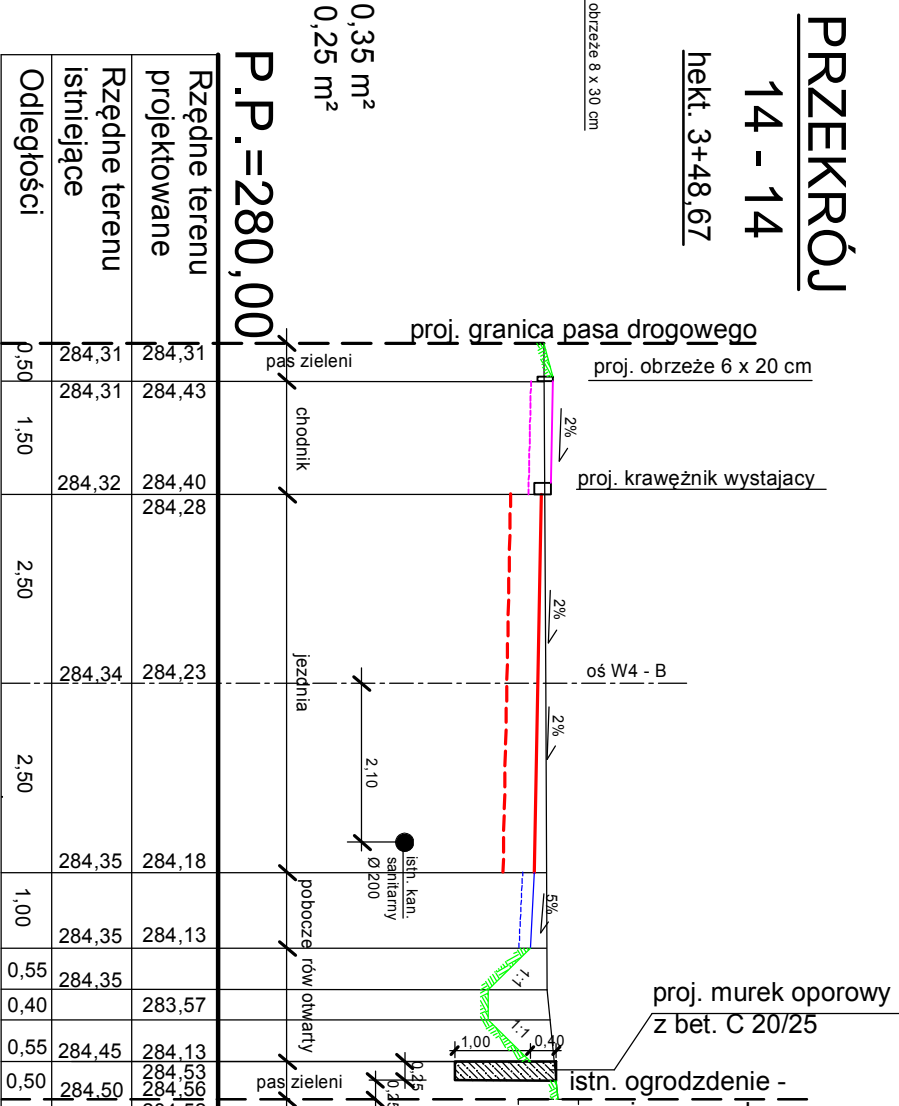 PRZEKRÓJ
14 - 14
hekt. 3+48,67
obrzeże 8 x 30 cm
0,35 m²
0,25 m²
P.P.=280,00
Rzędne terenu
projektowane
Rzędne terenu
istniejące
Odległości
proj. granica pasa drogowego
proj. obrzeże 6 x 20 cm
proj. krawężnik wystajacy
oś W4 - B
proj. murek oporowy
z bet. C 20/25
istn. ogrodzdenie -
pas zieleni
chodnik
jezdnia
pobocze
rów otwarty
pas zieleni
2%
2%
2%
5%
1:1
1:1
2,10
istn. kan.
sanitarny
Ø 200
1,00
0,40
0,25
284,31
284,43
284,40
284,28
284,23
284,18
284,13
283,57
284,13
284,53
284,56
284,31
284,31
284,32
284,34
284,35
284,35
284,35
284,45
284,50
0,50
1,50
2,50
2,50
1,00
0,55
0,40
0,55
0,50